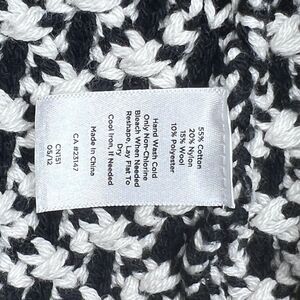 55% Cotton
20% Nylon
15% Wool
10% Polyester
Hand Wash Cold
Only Non-Chlorine
Bleach When Needed
Reshape, Lay Flat To
Dry
Cool Iron, If Needed
Made In China
CA #23147
CN151
05/12